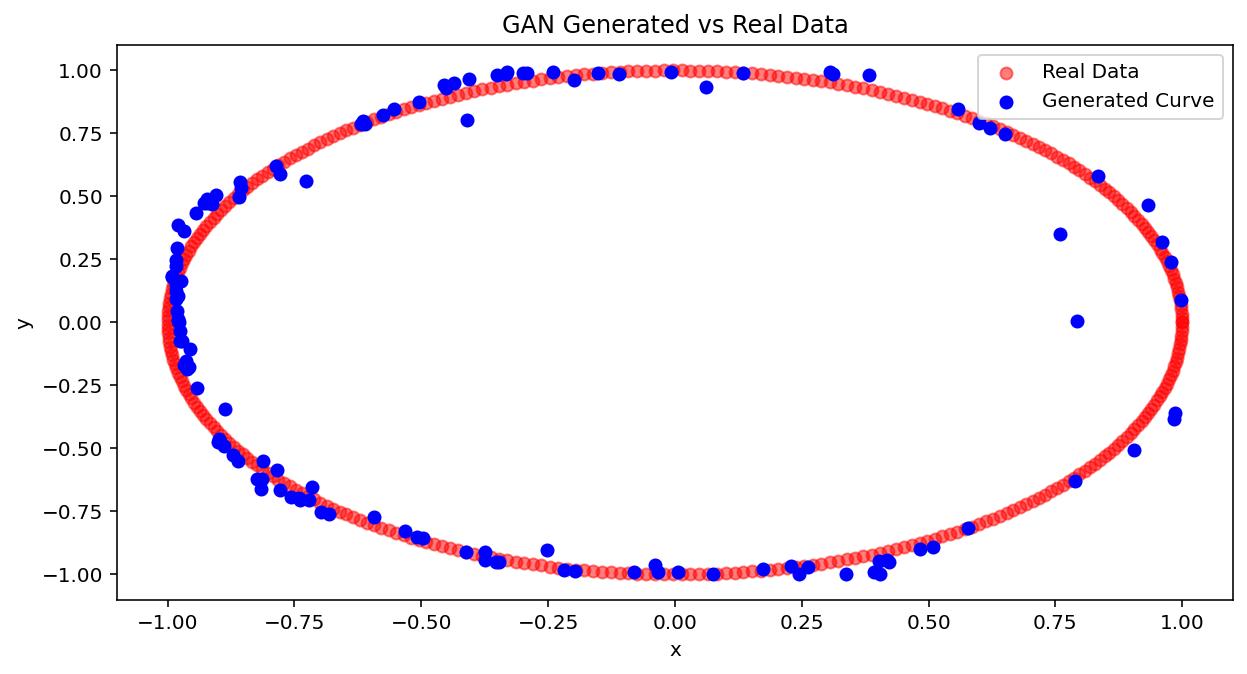 GAN Generated vs Real Data
Real Data
Generated Curve
1.00
0.75
0.50
0.25
0.00
−0.25
−0.50
−0.75
−1.00
y
−1.00 −0.75 −0.50 −0.25 0.00 0.25 0.50 0.75 1.00
x